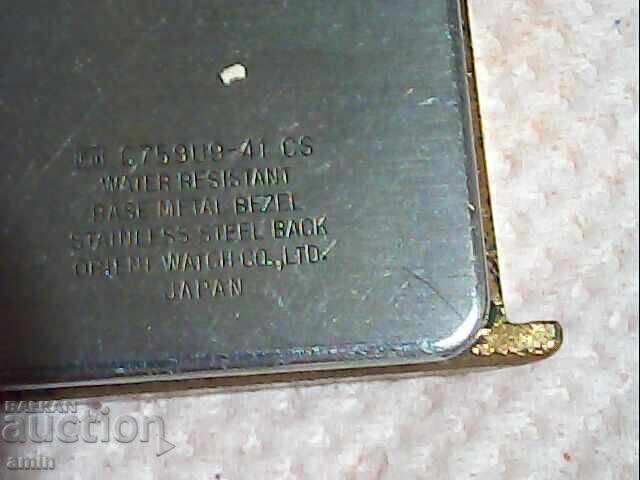 C759U9-41 CS
WATER RESISTANT
BASE METAL BEZEL
STAINLESS STEEL BACK
ORIENT WATCH CO., LTD.
JAPAN
BALKAN
auction
amin